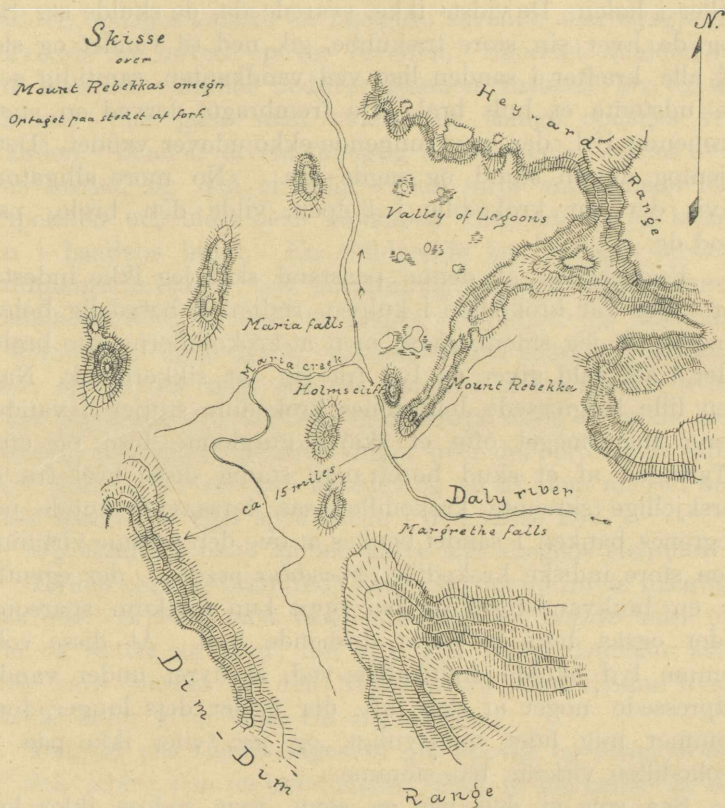 Skisse
over
Mount Rebekkas omegn
Optaget paa stedet af forf.
N.
Heyward
Range
Valley of Lagoons
Maria falls
Maria creek
Holmscliff
Mount Rebekka
ca. 15 miles
Daly river
Margrethe falls
Dim-Dim
Range